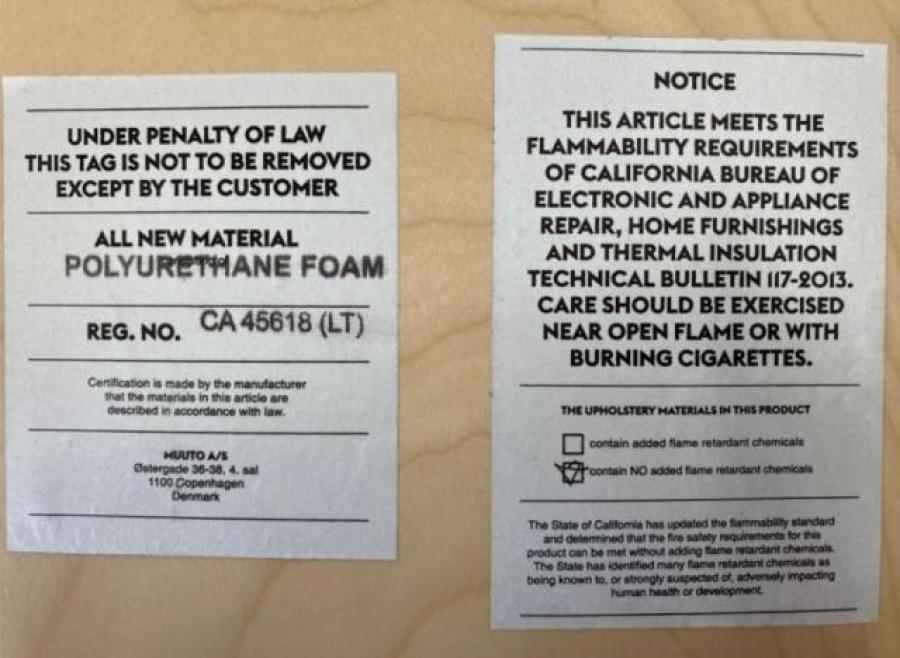 UNDER PENALTY OF LAW
THIS TAG IS NOT TO BE REMOVED
EXCEPT BY THE CUSTOMER
ALL NEW MATERIAL
POLYURETHANE FOAM
REG. NO. CA 45618 (LT)
Certification is made by the manufacturer
that the materials in this article are
described in accordance with law.
MUUTO A/S
Østergade 36-38, 4. sal
1100 Copenhagen
Denmark
NOTICE
THIS ARTICLE MEETS THE
FLAMMABILITY REQUIREMENTS
OF CALIFORNIA BUREAU OF
ELECTRONIC AND APPLIANCE
REPAIR, HOME FURNISHINGS
AND THERMAL INSULATION
TECHNICAL BULLETIN 117-2013.
CARE SHOULD BE EXERCISED
NEAR OPEN FLAME OR WITH
BURNING CIGARETTES.
THE UPHOLSTERY MATERIALS IN THIS PRODUCT
contain added flame retardant chemicals
contain NO added flame retardant chemicals
The State of California has updated the flammability standard
and determined that the fire safety requirements for this
product can be met without adding flame retardant chemicals.
The State has identified many flame retardant chemicals as
being known to, or strongly suspected of, adversely impacting
human health or development.